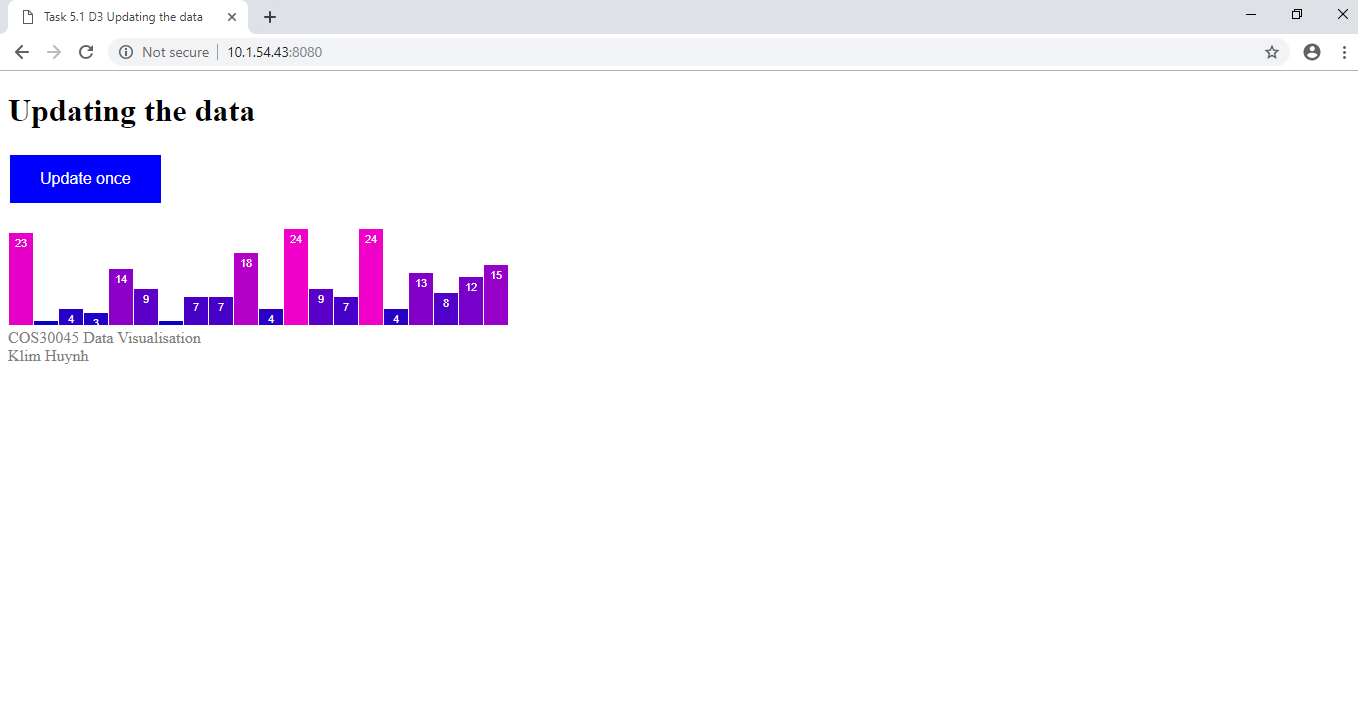 Task 5.1 D3 Updating the data
Not secure 10.1.54.43:8080
Updating the data
Update once
23 4 3 14 9 7 7 18 4 24 9 7 24 4 13 8 12 15
COS30045 Data Visualisation
Klim Huynh